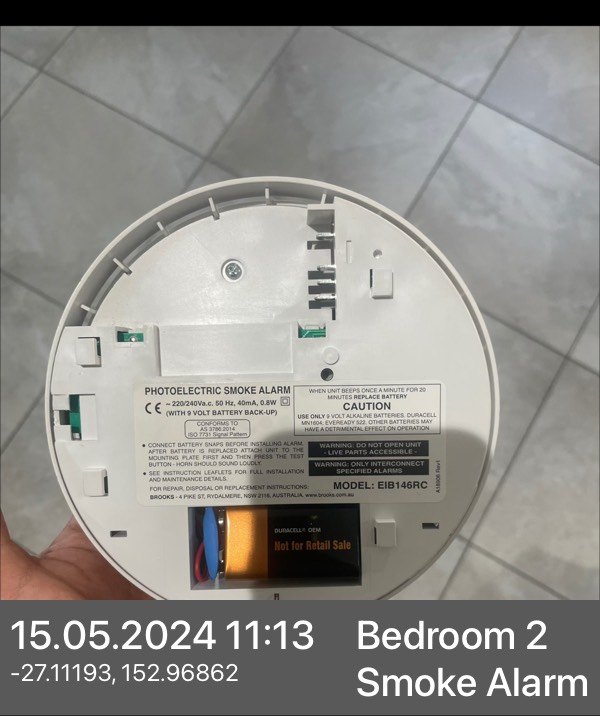 PHOTOELECTRIC SMOKE ALARM
CE ~ 220/240Va.c. 50 Hz, 40mA, 0.8W
(WITH 9 VOLT BATTERY BACK-UP)
CONFORMS TO
AS 3786:2014
ISO 7731 Signal Pattern
• CONNECT BATTERY SNAPS BEFORE INSTALLING ALARM.
AFTER BATTERY IS REPLACED ATTACH UNIT TO THE
MOUNTING PLATE FIRST AND THEN PRESS THE TEST
BUTTON - HORN SHOULD SOUND LOUDLY.
• SEE INSTRUCTION LEAFLETS FOR FULL INSTALLATION
AND MAINTENANCE DETAILS.
FOR REPAIR, DISPOSAL OR REPLACEMENT INSTRUCTIONS:
BROOKS - 4 PIKE ST, RYDALMERE, NSW 2116, AUSTRALIA. www.brooks.com.au
WHEN UNIT BEEPS ONCE A MINUTE FOR 20
MINUTES REPLACE BATTERY
CAUTION
USE ONLY 9 VOLT ALKALINE BATTERIES. DURACELL
MN1604, EVEREADY 522. OTHER BATTERIES MAY
HAVE A DETRIMENTAL EFFECT ON OPERATION
WARNING: DO NOT OPEN UNIT
- LIVE PARTS ACCESSIBLE -
WARNING: ONLY INTERCONNECT
SPECIFIED ALARMS
MODEL: EIB146RC
DURACELL® OEM
Not for Retail Sale
15.05.2024 11:13
-27.11193, 152.96862
Bedroom 2
Smoke Alarm